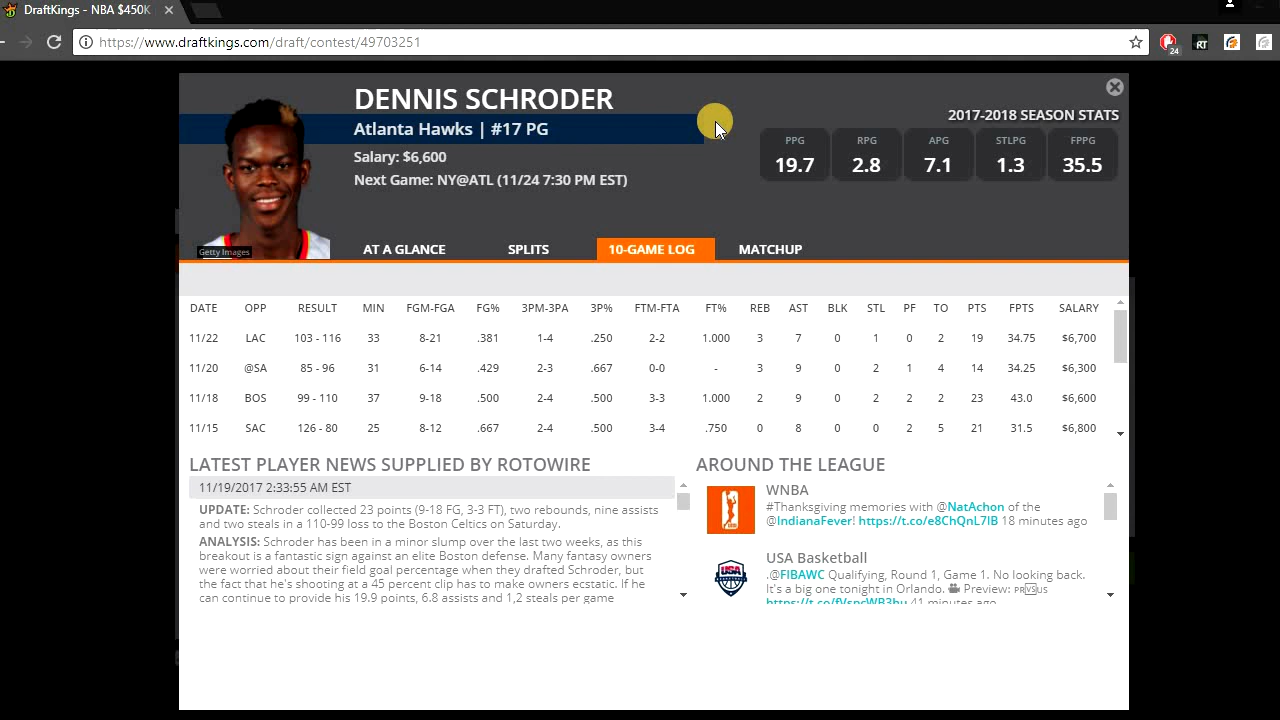 DraftKings - NBA $450K
https://www.draftkings.com/draft/contest/49703251
24
RT
DENNIS SCHRODER
Atlanta Hawks | #17 PG
Salary: $6,600
Next Game: NY@ATL (11/24 7:30 PM EST)
2017-2018 SEASON STATS
PPG RPG APG STLPG FPPG
19.7 2.8 7.1 1.3 35.5
Getty Images
AT A GLANCE SPLITS 10-GAME LOG MATCHUP
DATE OPP RESULT MIN FGM-FGA FG% 3PM-3PA 3P% FTM-FTA FT% REB AST BLK STL PF TO PTS FPTS SALARY
11/22 LAC 103 - 116 33 8-21 .381 1-4 .250 2-2 1.000 3 7 0 1 0 2 19 34.75 $6,700
11/20 @SA 85 - 96 31 6-14 .429 2-3 .667 0-0 - 3 9 0 2 1 4 14 34.25 $6,300
11/18 BOS 99 - 110 37 9-18 .500 2-4 .500 3-3 1.000 2 9 0 2 2 2 23 43.0 $6,600
11/15 SAC 126 - 80 25 8-12 .667 2-4 .500 3-4 .750 0 8 0 0 2 5 21 31.5 $6,800
LATEST PLAYER NEWS SUPPLIED BY ROTOWIRE
11/19/2017 2:33:55 AM EST
UPDATE: Schroder collected 23 points (9-18 FG, 3-3 FT), two rebounds, nine assists
and two steals in a 110-99 loss to the Boston Celtics on Saturday.
ANALYSIS: Schroder has been in a minor slump over the last two weeks, as this
breakout is a fantastic sign against an elite Boston defense. Many fantasy owners
were worried about their field goal percentage when they drafted Schroder, but
the fact that he's shooting at a 45 percent clip has to make owners ecstatic. If he
can continue to provide his 19.9 points, 6.8 assists and 1,2 steals per game
AROUND THE LEAGUE
WNBA
#Thanksgiving memories with @NatAchon of the
@IndianaFever! https://t.co/e8ChQnL7IB 18 minutes ago
USA
USA Basketball
.@FIBAWC Qualifying, Round 1, Game 1. No looking back.
It's a big one tonight in Orlando. Preview: us
41 minutes ago